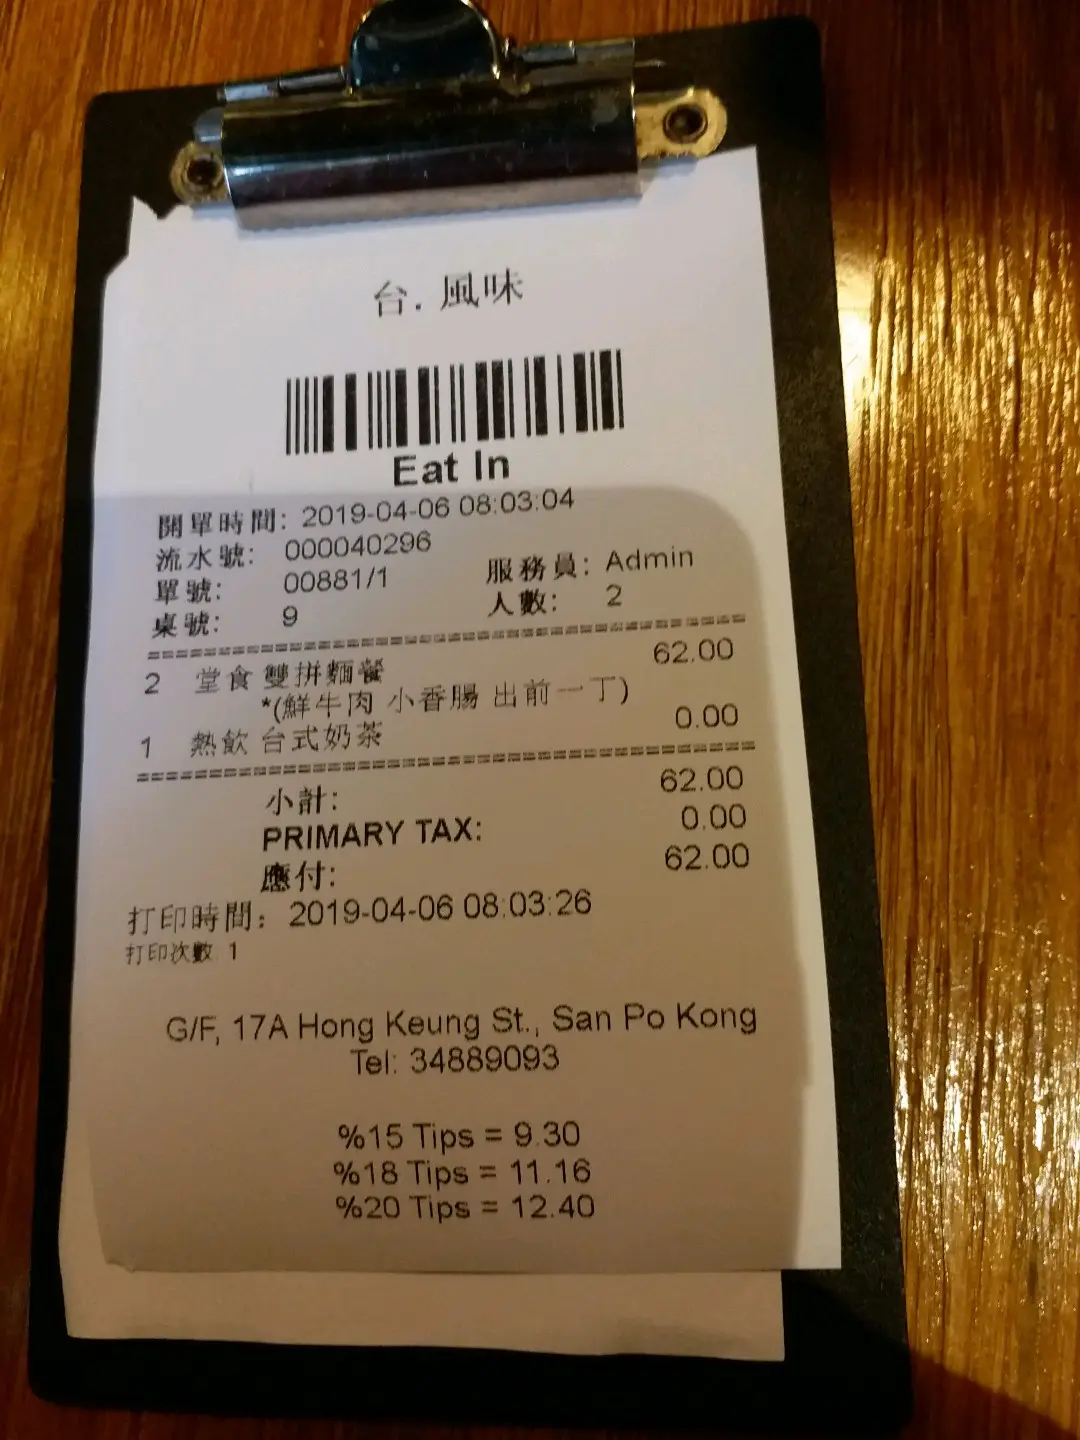 台.風味
Eat In
開單時間: 2019-04-06 08:03:04
流水號: 000040296
單號: 00881/1 服務員: Admin
桌號: 9 人數: 2
2 堂食 雙拼麵餐 62.00
*(鮮牛肉 小香腸 出前一丁)
1 熱飲 台式奶茶 0.00
小計: 62.00
PRIMARY TAX: 0.00
應付: 62.00
打印時間: 2019-04-06 08:03:26
打印次數 1
G/F, 17A Hong Keung St., San Po Kong
Tel: 34889093
%15 Tips = 9.30
%18 Tips = 11.16
%20 Tips = 12.40